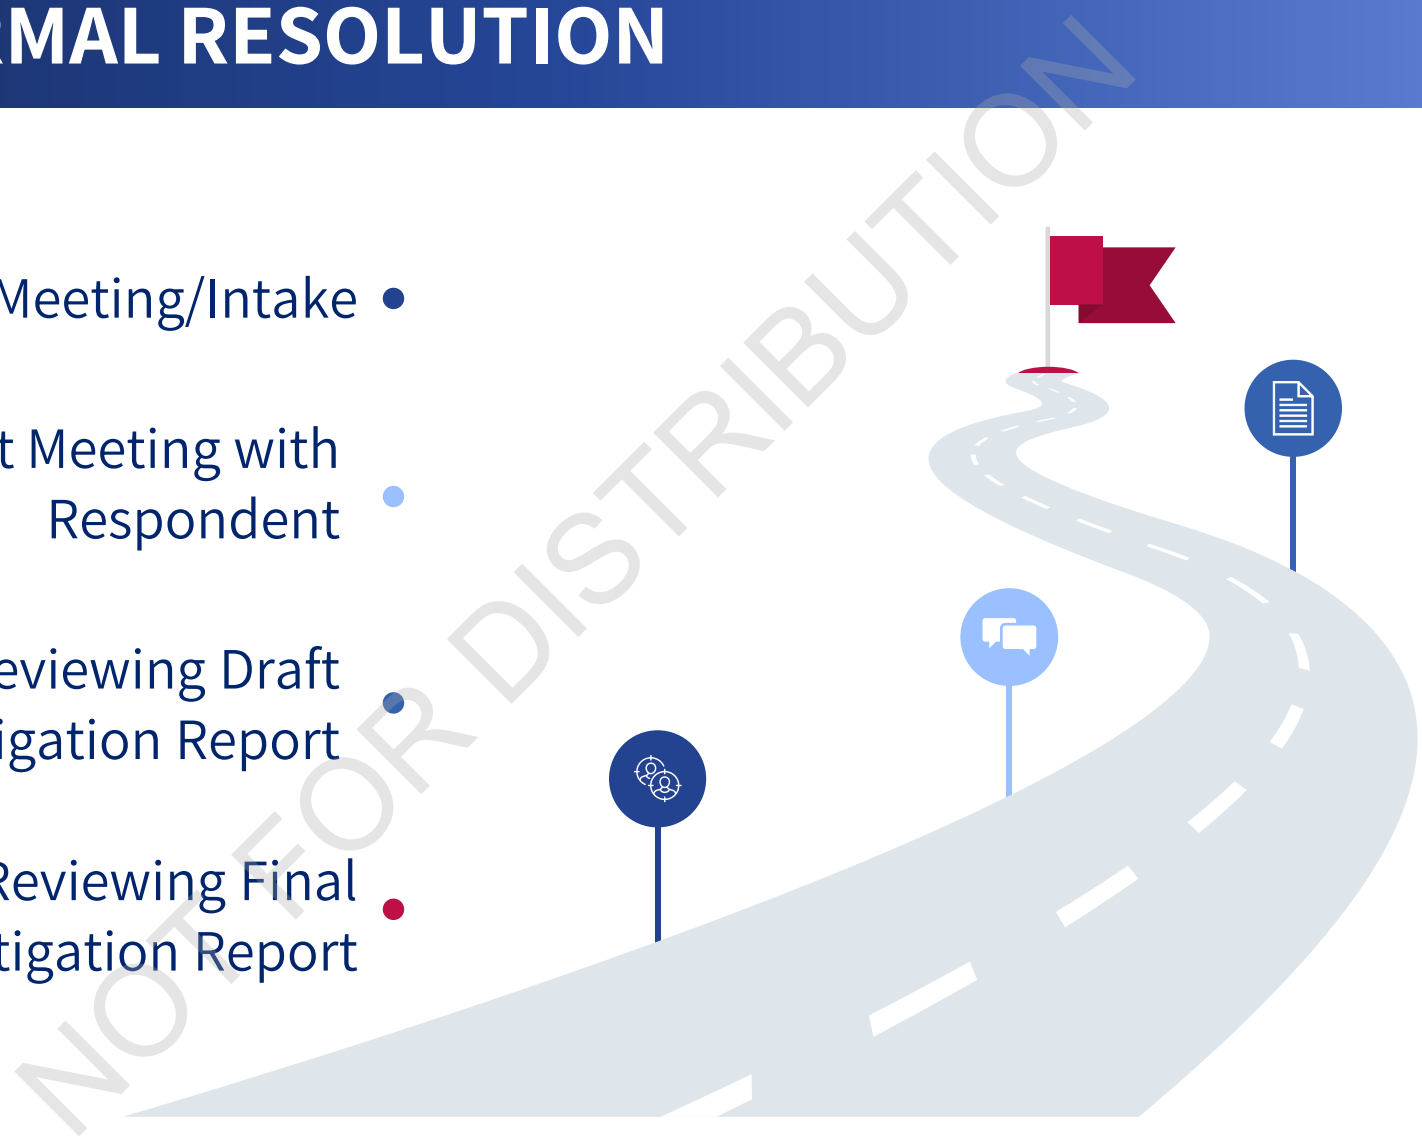 RMAL RESOLUTION
Meeting/Intake
t Meeting with
Respondent
eviewing Draft
igation Report
Reviewing Final
tigation Report
NOT FOR DISTRIBUTION